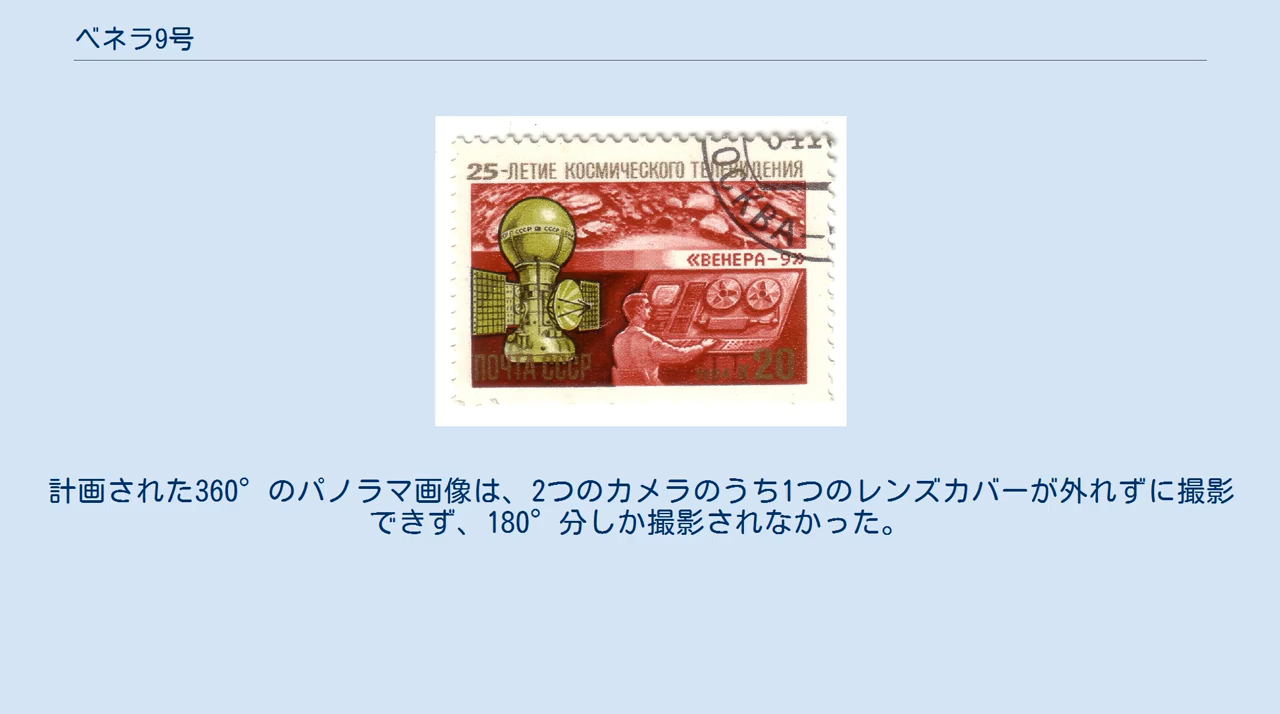 ベネラ9号
25-ЛЕТИЕ КОСМИЧЕСКОГО ТЕЛЕВИДЕНИЯ
МОСКВА
«ВЕНЕРА-9»
ПОЧТА СССР
20
計画された360°のパノラマ画像は、2つのカメラのうち1つのレンズカバーが外れずに撮影
できず、180°分しか撮影されなかった。